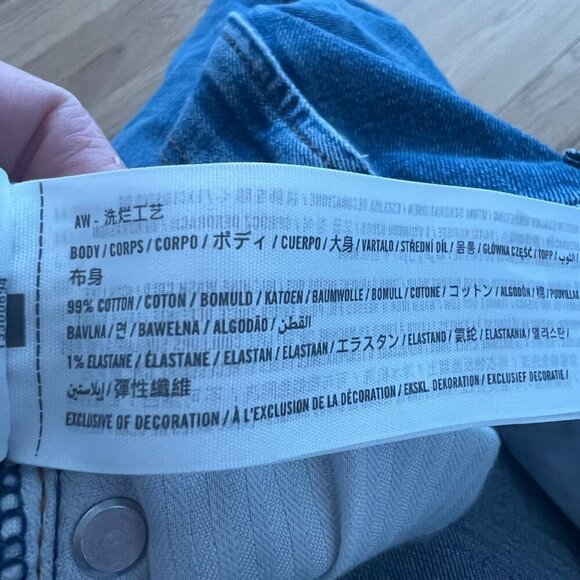 AW - 洗烂工艺
BODY / CORPS / CORPO / ボディ / CUERPO / 大身 / VARTALO / STŘEDNÍ DÍL / 몸통 / GŁÓWNA CZĘŚĆ / TOPP / الثوب /
布身
99% COTTON / COTON / BOMULD / KATOEN / BAUMWOLLE / BOMULL / COTONE / コットン / ALGODÓN / 棉 / PUUVILLAA
BAVLNA / 면 / BAWEŁNA / ALGODÃO / القطن /
1% ELASTANE / ÉLASTANE / ELASTAN / ELASTAAN / エラスタン / ELASTANO / 氨纶 / ELASTAANIA / 엘라스탄 /
إيلاستين / 彈性纖維
EXCLUSIVE OF DECORATION / À L'EXCLUSION DE LA DÉCORATION / EKSKL. DEKORATION / EXCLUSIEF DECORATIE /